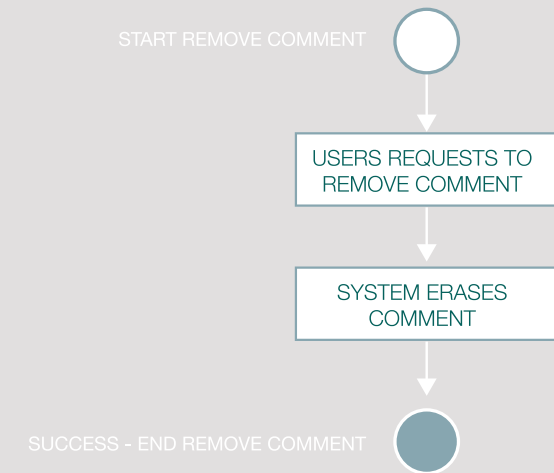 START REMOVE COMMENT
USERS REQUESTS TO
REMOVE COMMENT
SYSTEM ERASES
COMMENT
SUCCESS - END REMOVE COMMENT